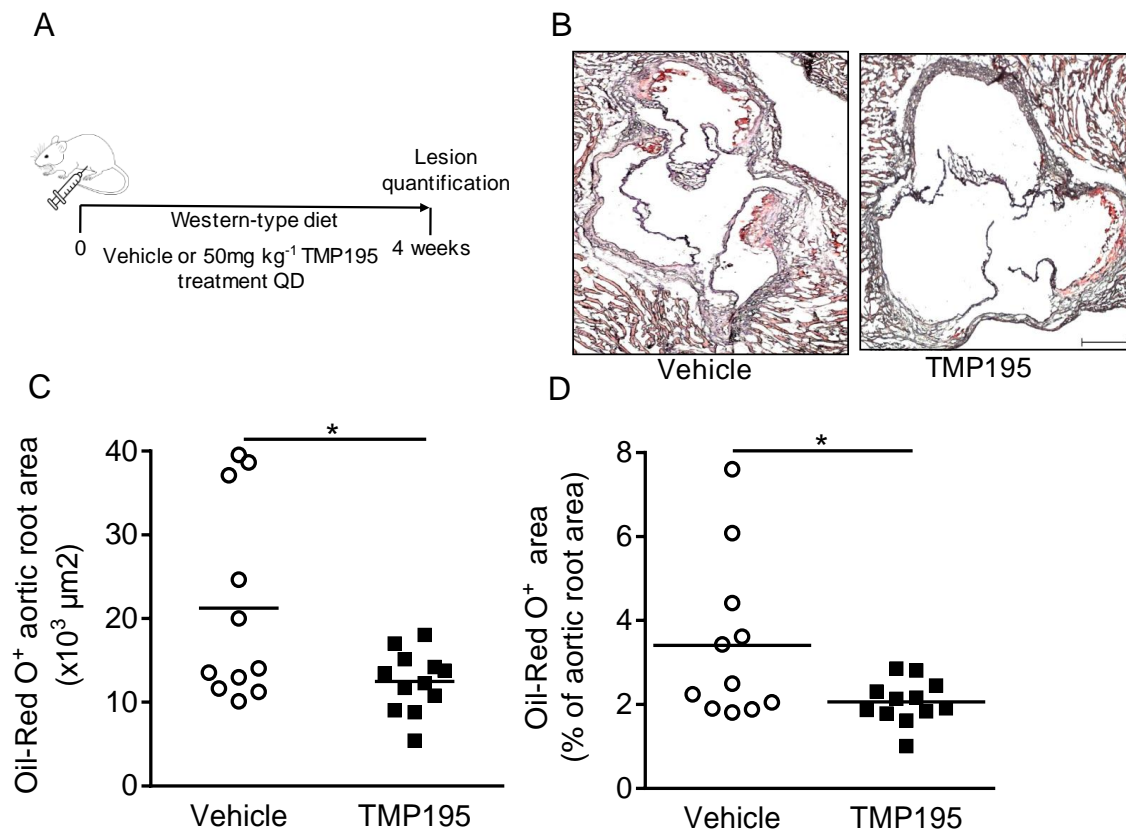 A
Lesion
quantification
Western-type diet
0
4 weeks
Vehicle or 50mg kg⁻¹ TMP195
treatment QD
B
Vehicle
TMP195
C
Oil-Red O⁺ aortic root area
(x10³ µm2)
40
30
20
10
0
*
Vehicle
TMP195
D
Oil-Red O⁺ area
(% of aortic root area)
8
6
4
2
0
*
Vehicle
TMP195